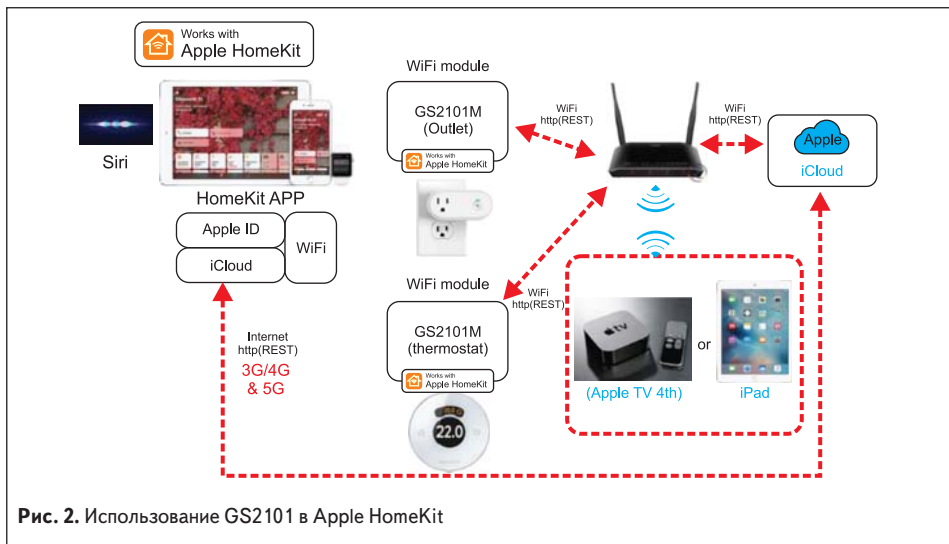 Works with
Apple HomeKit
Siri
HomeKit APP
Apple ID
iCloud
WiFi
Internet
http(REST)
3G/4G
& 5G
WiFi module
GS2101M
(Outlet)
Works with
Apple HomeKit
WiFi
http(REST)
WiFi
http(REST)
Apple
iCloud
WiFi module
GS2101M
(thermostat)
Works with
Apple HomeKit
22.0
WiFi
http(REST)
tv
(Apple TV 4th)
or
iPad
Рис. 2. Использование GS2101 в Apple HomeKit